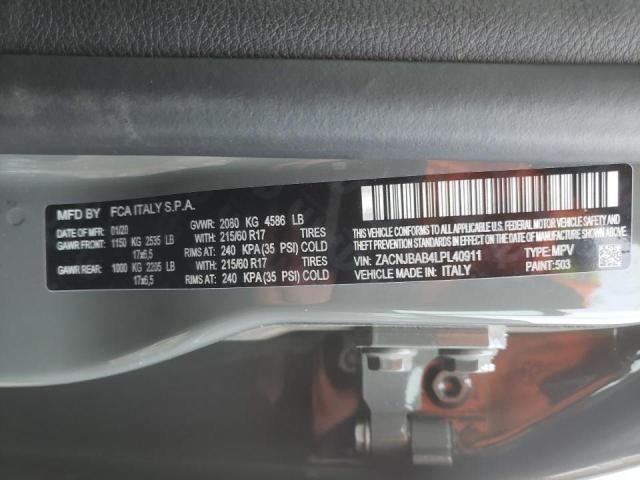 MFD BY FCA ITALY S.P.A.
DATE OF MFR 01/20 GVWR: 2080 KG 4586 LB
GAWR FRONT: 1150 KG 2535 LB WITH: 215/60 R17 TIRES
17x6,5 RIMS AT: 240 KPA (35 PSI) COLD
GAWR REAR: 1000 KG 2205 LB WITH: 215/60 R17 TIRES
17x6,5 RIMS AT: 240 KPA (35 PSI) COLD
THIS VEHICLE CONFORMS TO ALL APPLICABLE U.S.A. FEDERAL MOTOR VEHICLE
SAFETY, BUMPER, AND THEFT PREVENTION STANDARDS IN
EFFECT ON THE DATE OF MANUFACTURE SHOWN ABOVE.
VIN: ZACNJBAB4LPL40911 TYPE: MPV
VEHICLE MADE IN: ITALY PAINT: 503